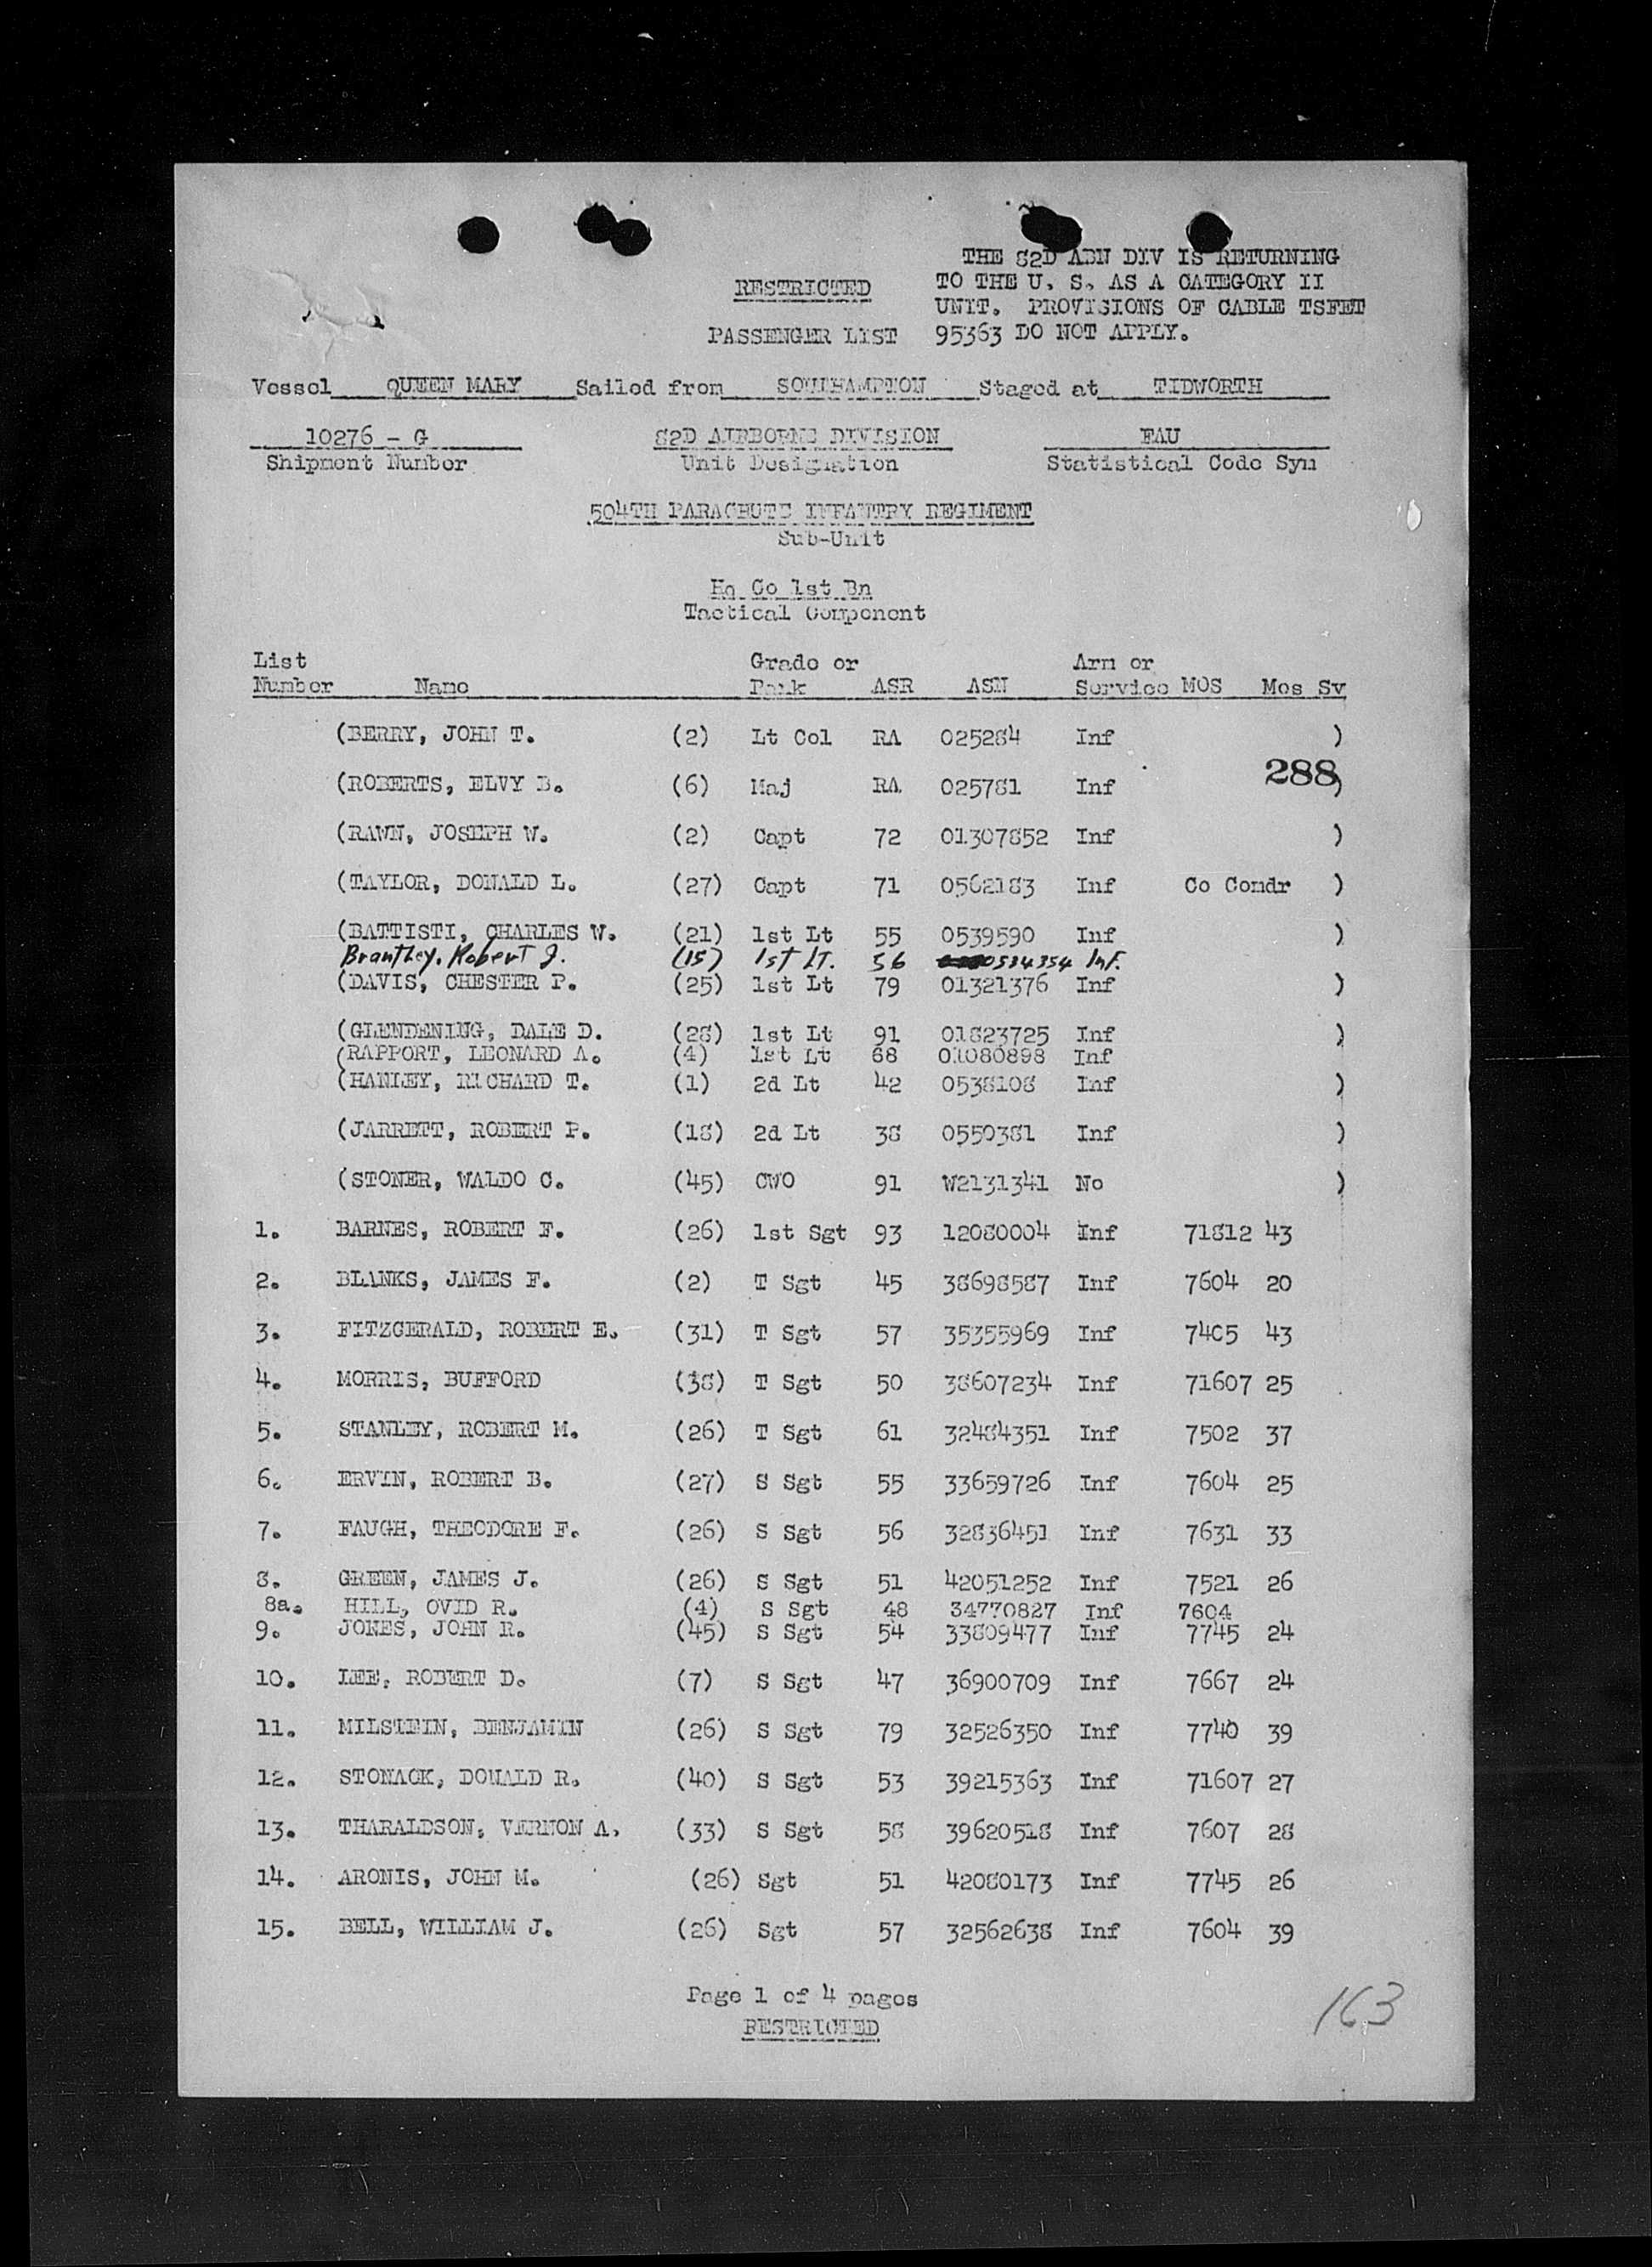 THE 82D ABN DIV IS RETURNING
RESTRICTED TO THE U. S. AS A CATEGORY II
UNIT. PROVISIONS OF CABLE TSFET
PASSENGER LIST 95363 DO NOT APPLY.
Vessel QUEEN MARY Sailed from SOUTHAMPTON Staged at TIDWORTH
10276 - G 82D AIRBORNE DIVISION FAU
Shipment Number Unit Designation Statistical Code Sym
504TH PARACHUTE INFANTRY REGIMENT
Sub-Unit
Hq Co 1st Bn
Tactical Component
List Grade or Arm or
Number Name Rank ASR ASN Service MOS Mos Sv
(BERRY, JOHN T. (2) Lt Col RA 025284 Inf )
288
(ROBERTS, ELVY B. (6) Maj RA 025781 Inf )
(RAWN, JOSEPH W. (2) Capt 72 01307852 Inf )
(TAYLOR, DONALD L. (27) Capt 71 0562183 Inf Co Comdr )
(BATTISTI, CHARLES W. (21) 1st Lt 55 0539590 Inf )
Brantley, Robert J. (15) 1st Lt. 56 0534354 Inf.
(DAVIS, CHESTER P. (25) 1st Lt 79 01321376 Inf )
(GLENDENING, DALE D. (28) 1st Lt 91 01823725 Inf )
(RAPPORT, LEONARD A. (4) 1st Lt 68 01080898 Inf
(HANLEY, RICHARD T. (1) 2d Lt 42 0538108 Inf )
(JARRETT, ROBERT P. (18) 2d Lt 38 0550381 Inf )
(STONER, WALDO C. (45) CWO 91 W2131341 No )
1. BARNES, ROBERT F. (26) 1st Sgt 93 12080004 Inf 71812 43
2. BLANKS, JAMES F. (2) T Sgt 45 38698587 Inf 7604 20
3. FITZGERALD, ROBERT E. (31) T Sgt 57 35355969 Inf 7405 43
4. MORRIS, BUFFORD (38) T Sgt 50 38607234 Inf 71607 25
5. STANLEY, ROBERT M. (26) T Sgt 61 32484351 Inf 7502 37
6. ERVIN, ROBERT B. (27) S Sgt 55 33659726 Inf 7604 25
7. FAUGH, THEODORE F. (26) S Sgt 56 32836451 Inf 7631 33
8. GREEN, JAMES J. (26) S Sgt 51 42051252 Inf 7521 26
8a. HILL, OVID R. (4) S Sgt 48 34770827 Inf 7604
9. JONES, JOHN R. (45) S Sgt 54 33809477 Inf 7745 24
10. LEE, ROBERT D. (7) S Sgt 47 36900709 Inf 7667 24
11. MILSTEIN, BENJAMIN (26) S Sgt 79 32526350 Inf 7740 39
12. STONACK, DONALD R. (40) S Sgt 53 39215363 Inf 71607 27
13. THARALDSON, VERNON A. (33) S Sgt 58 39620518 Inf 7607 28
14. ARONIS, JOHN M. (26) Sgt 51 42080173 Inf 7745 26
15. BELL, WILLIAM J. (26) Sgt 57 32562638 Inf 7604 39
Page 1 of 4 pages
RESTRICTED
163